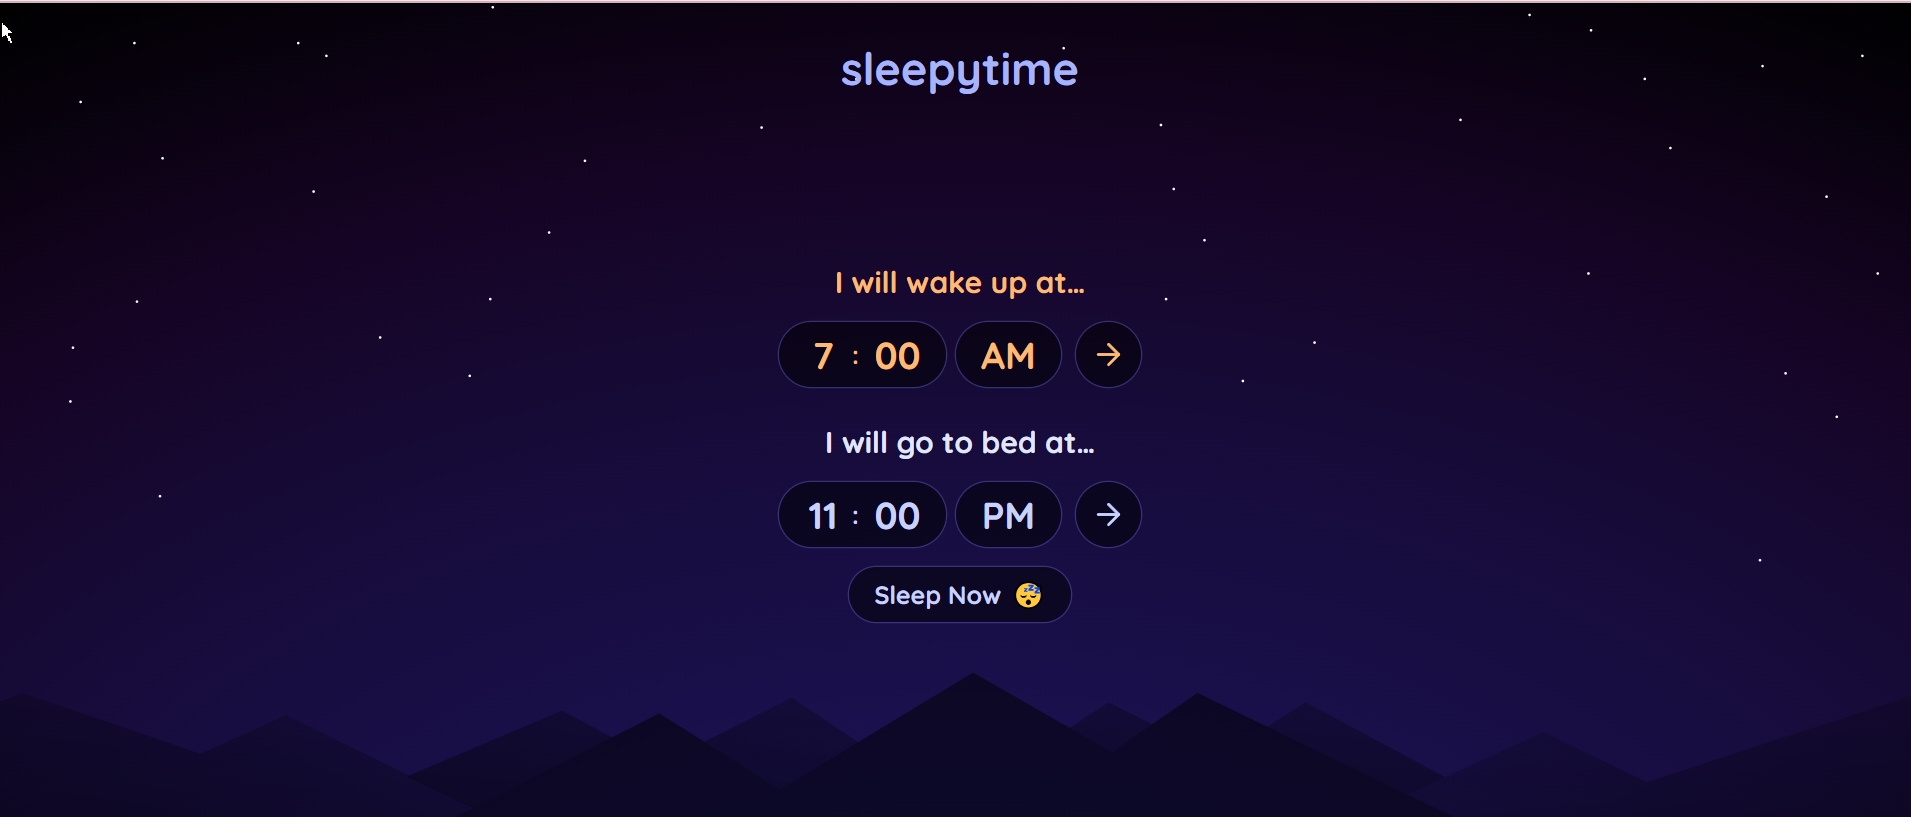 sleepytime
I will wake up at...
7 : 00 AM
I will go to bed at...
11 : 00 PM
Sleep Now 😴